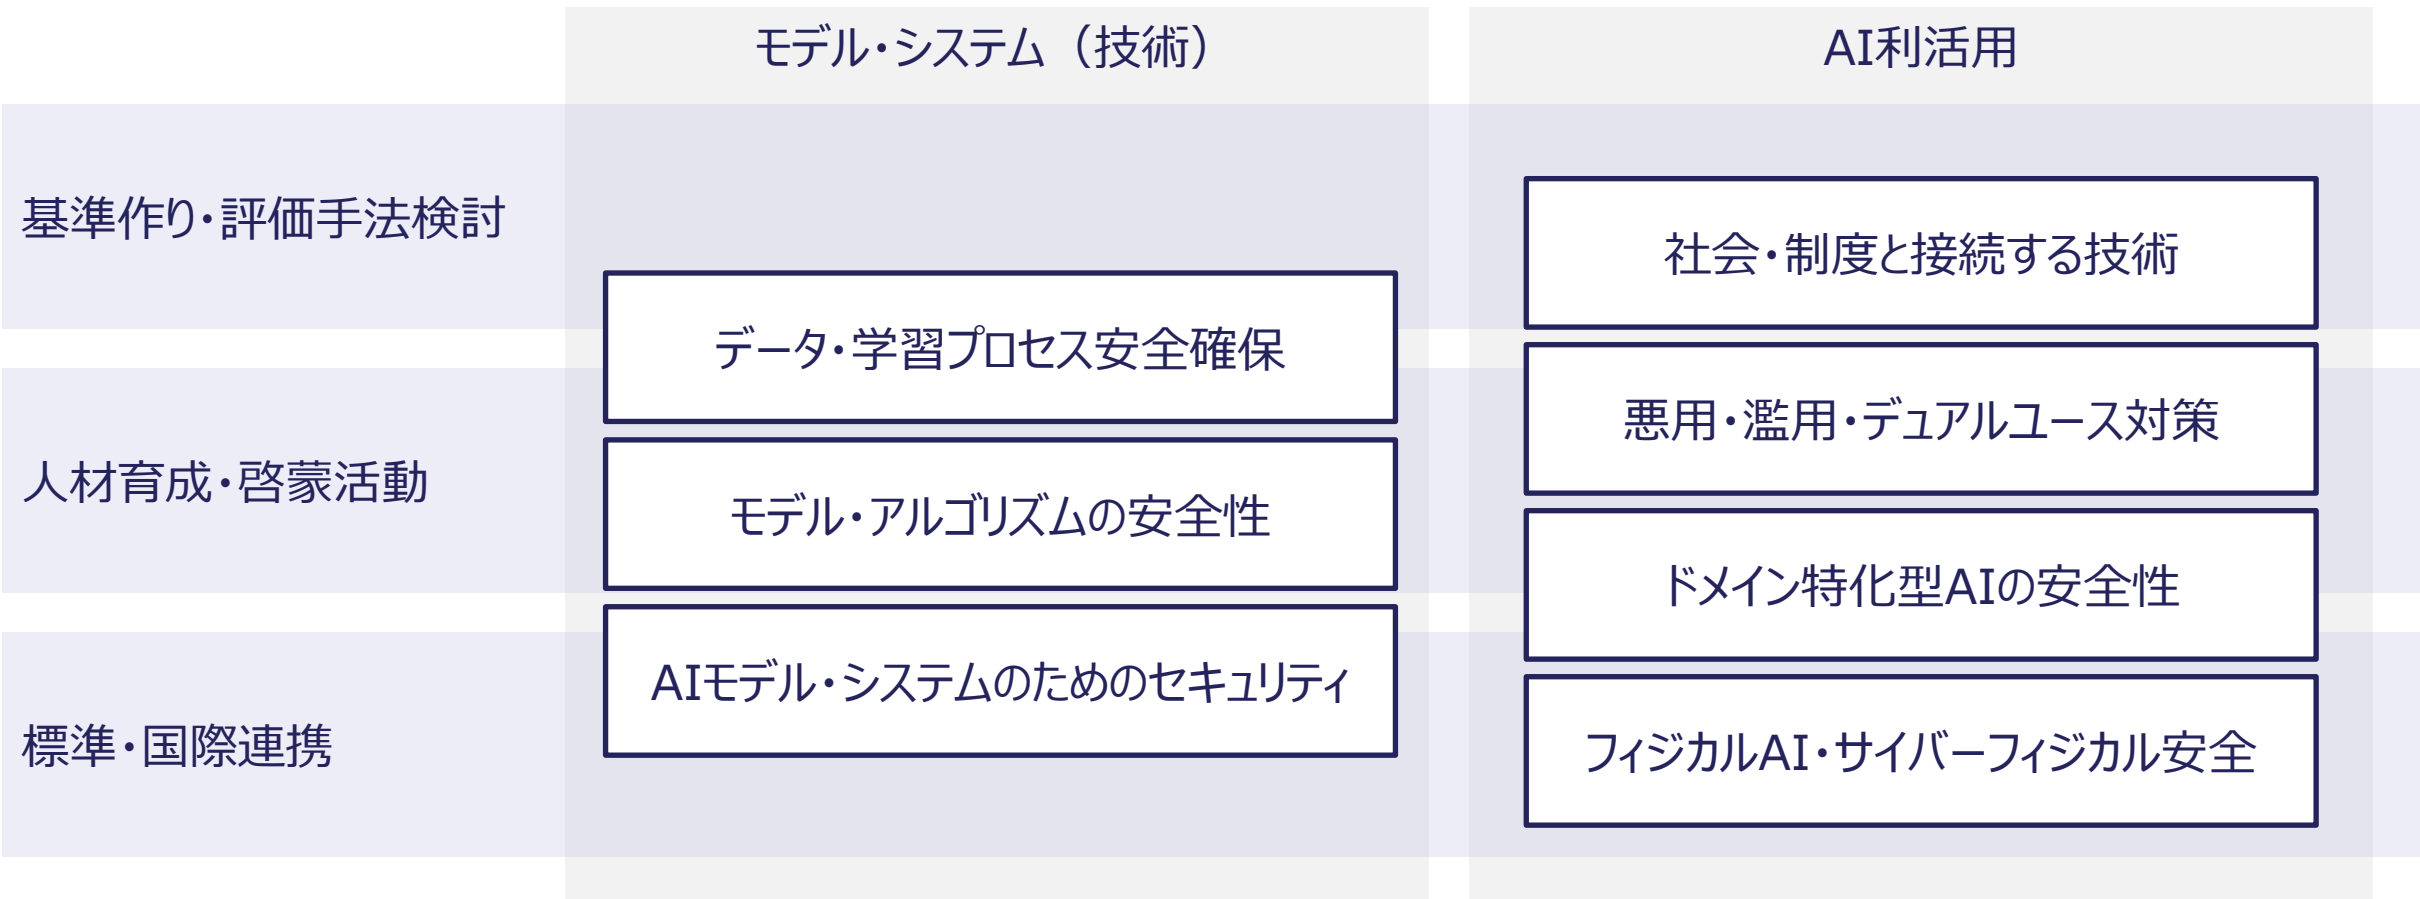 モデル・システム（技術）
AI利活用
基準作り・評価手法検討
人材育成・啓蒙活動
標準・国際連携
データ・学習プロセス安全確保
モデル・アルゴリズムの安全性
AIモデル・システムのためのセキュリティ
社会・制度と接続する技術
悪用・濫用・デュアルユース対策
ドメイン特化型AIの安全性
フィジカルAI・サイバーフィジカル安全